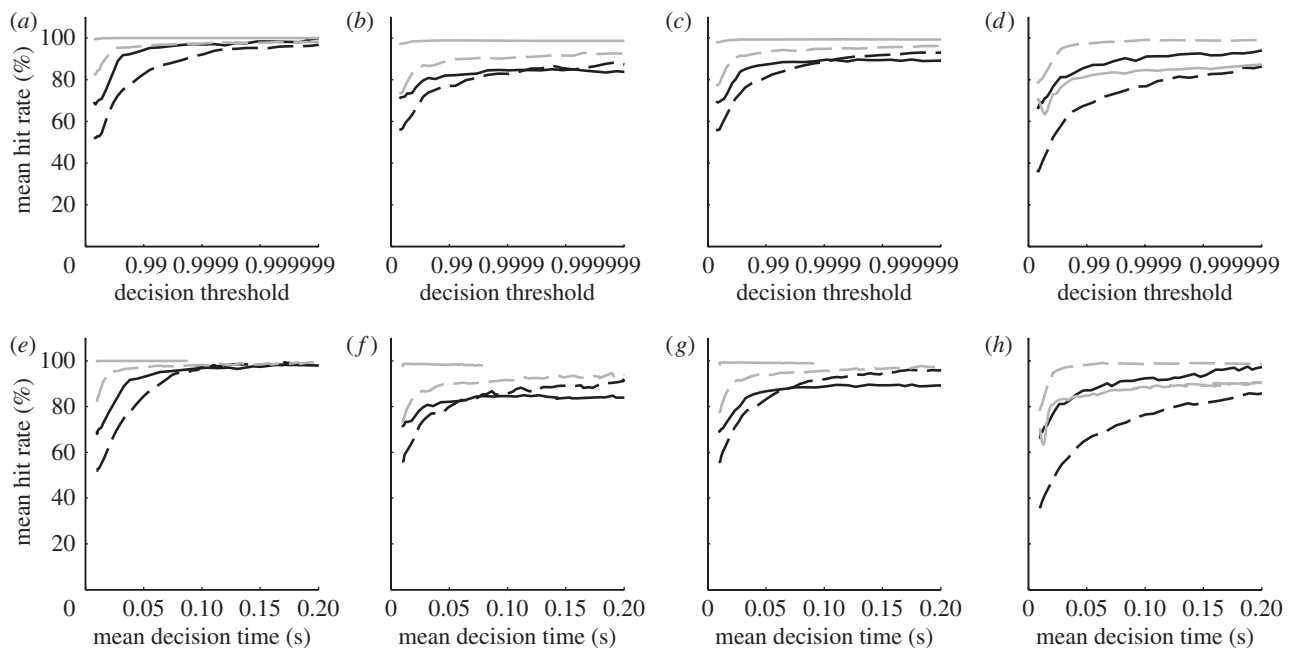 (a) (b) (c) (d)
mean hit rate (%)
100
80
60
40
20
0 0.99 0.9999 0.999999 0 0.99 0.9999 0.999999 0 0.99 0.9999 0.999999 0 0.99 0.9999 0.999999
decision threshold decision threshold decision threshold decision threshold
(e) (f) (g) (h)
mean hit rate (%)
100
80
60
40
20
0 0.05 0.10 0.15 0.20 0 0.05 0.10 0.15 0.20 0 0.05 0.10 0.15 0.20 0 0.05 0.10 0.15 0.20
mean decision time (s) mean decision time (s) mean decision time (s) mean decision time (s)